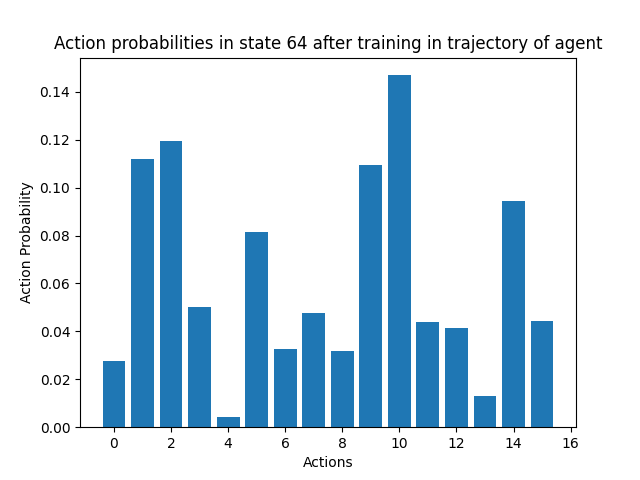 Action probabilities in state 64 after training in trajectory of agent
0.14
0.12
0.10
0.08
0.06
0.04
0.02
0.00
Action Probability
0 2 4 6 8 10 12 14 16
Actions